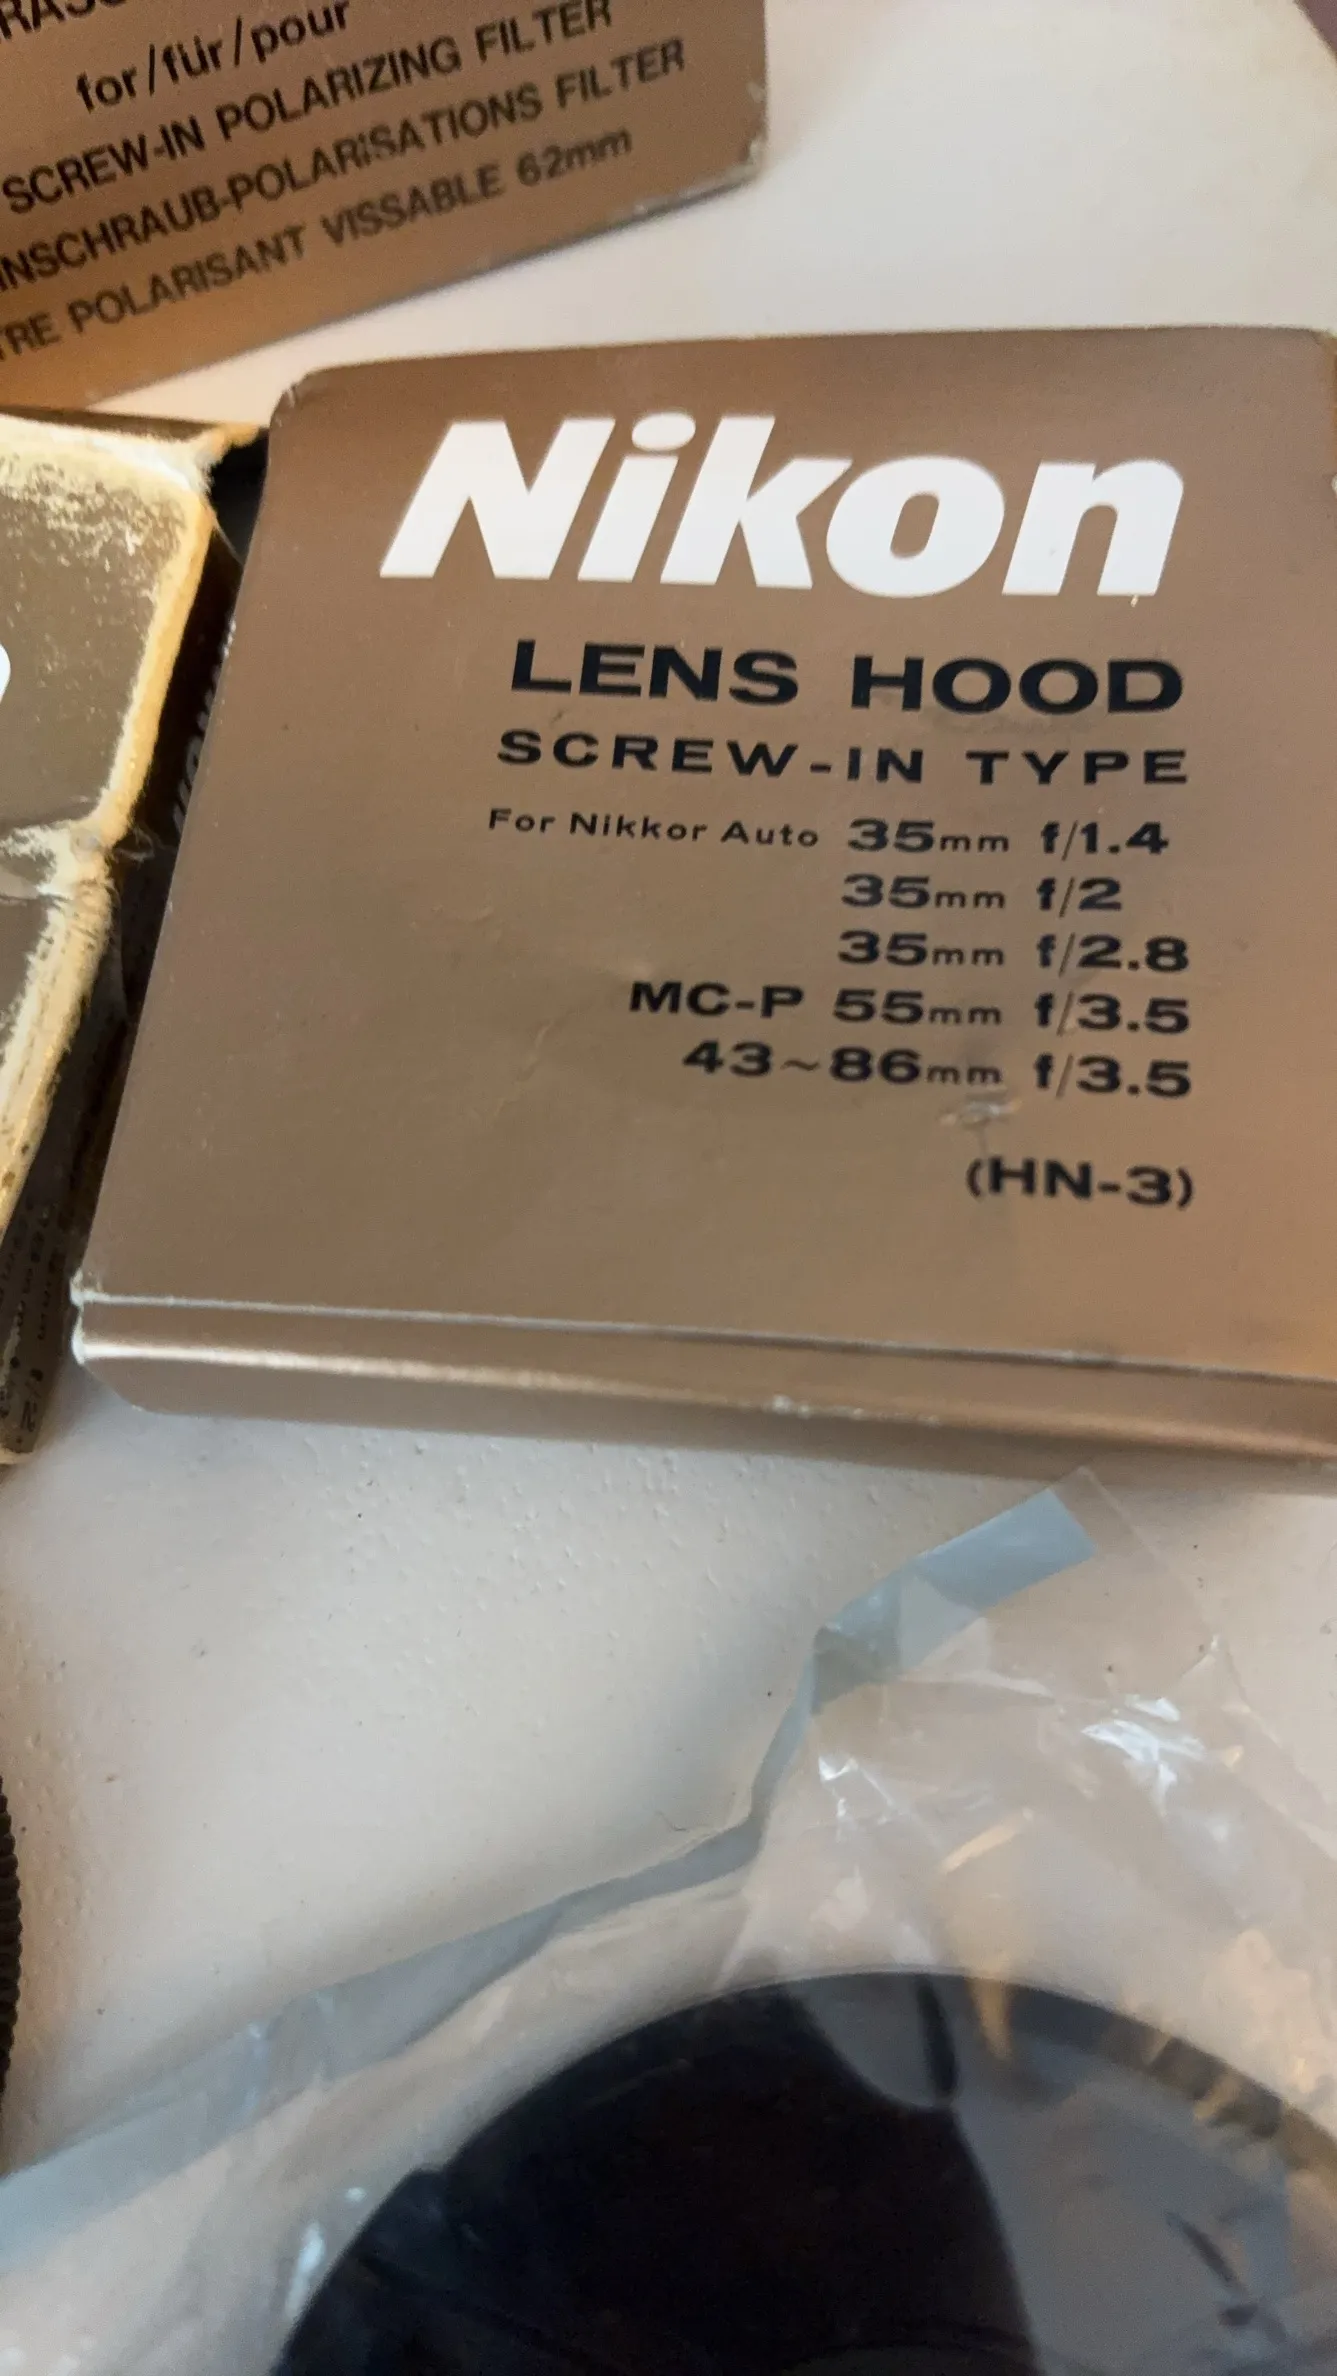 for/für/pour
SCREW-IN POLARIZING FILTER
INSCHRAUB-POLARISATIONS FILTER
TRE POLARISANT VISSABLE 62mm
Nikon
LENS HOOD
SCREW-IN TYPE
For Nikkor Auto 35mm f/1.4
35mm f/2
35mm f/2.8
MC-P 55mm f/3.5
43~86mm f/3.5
(HN-3)